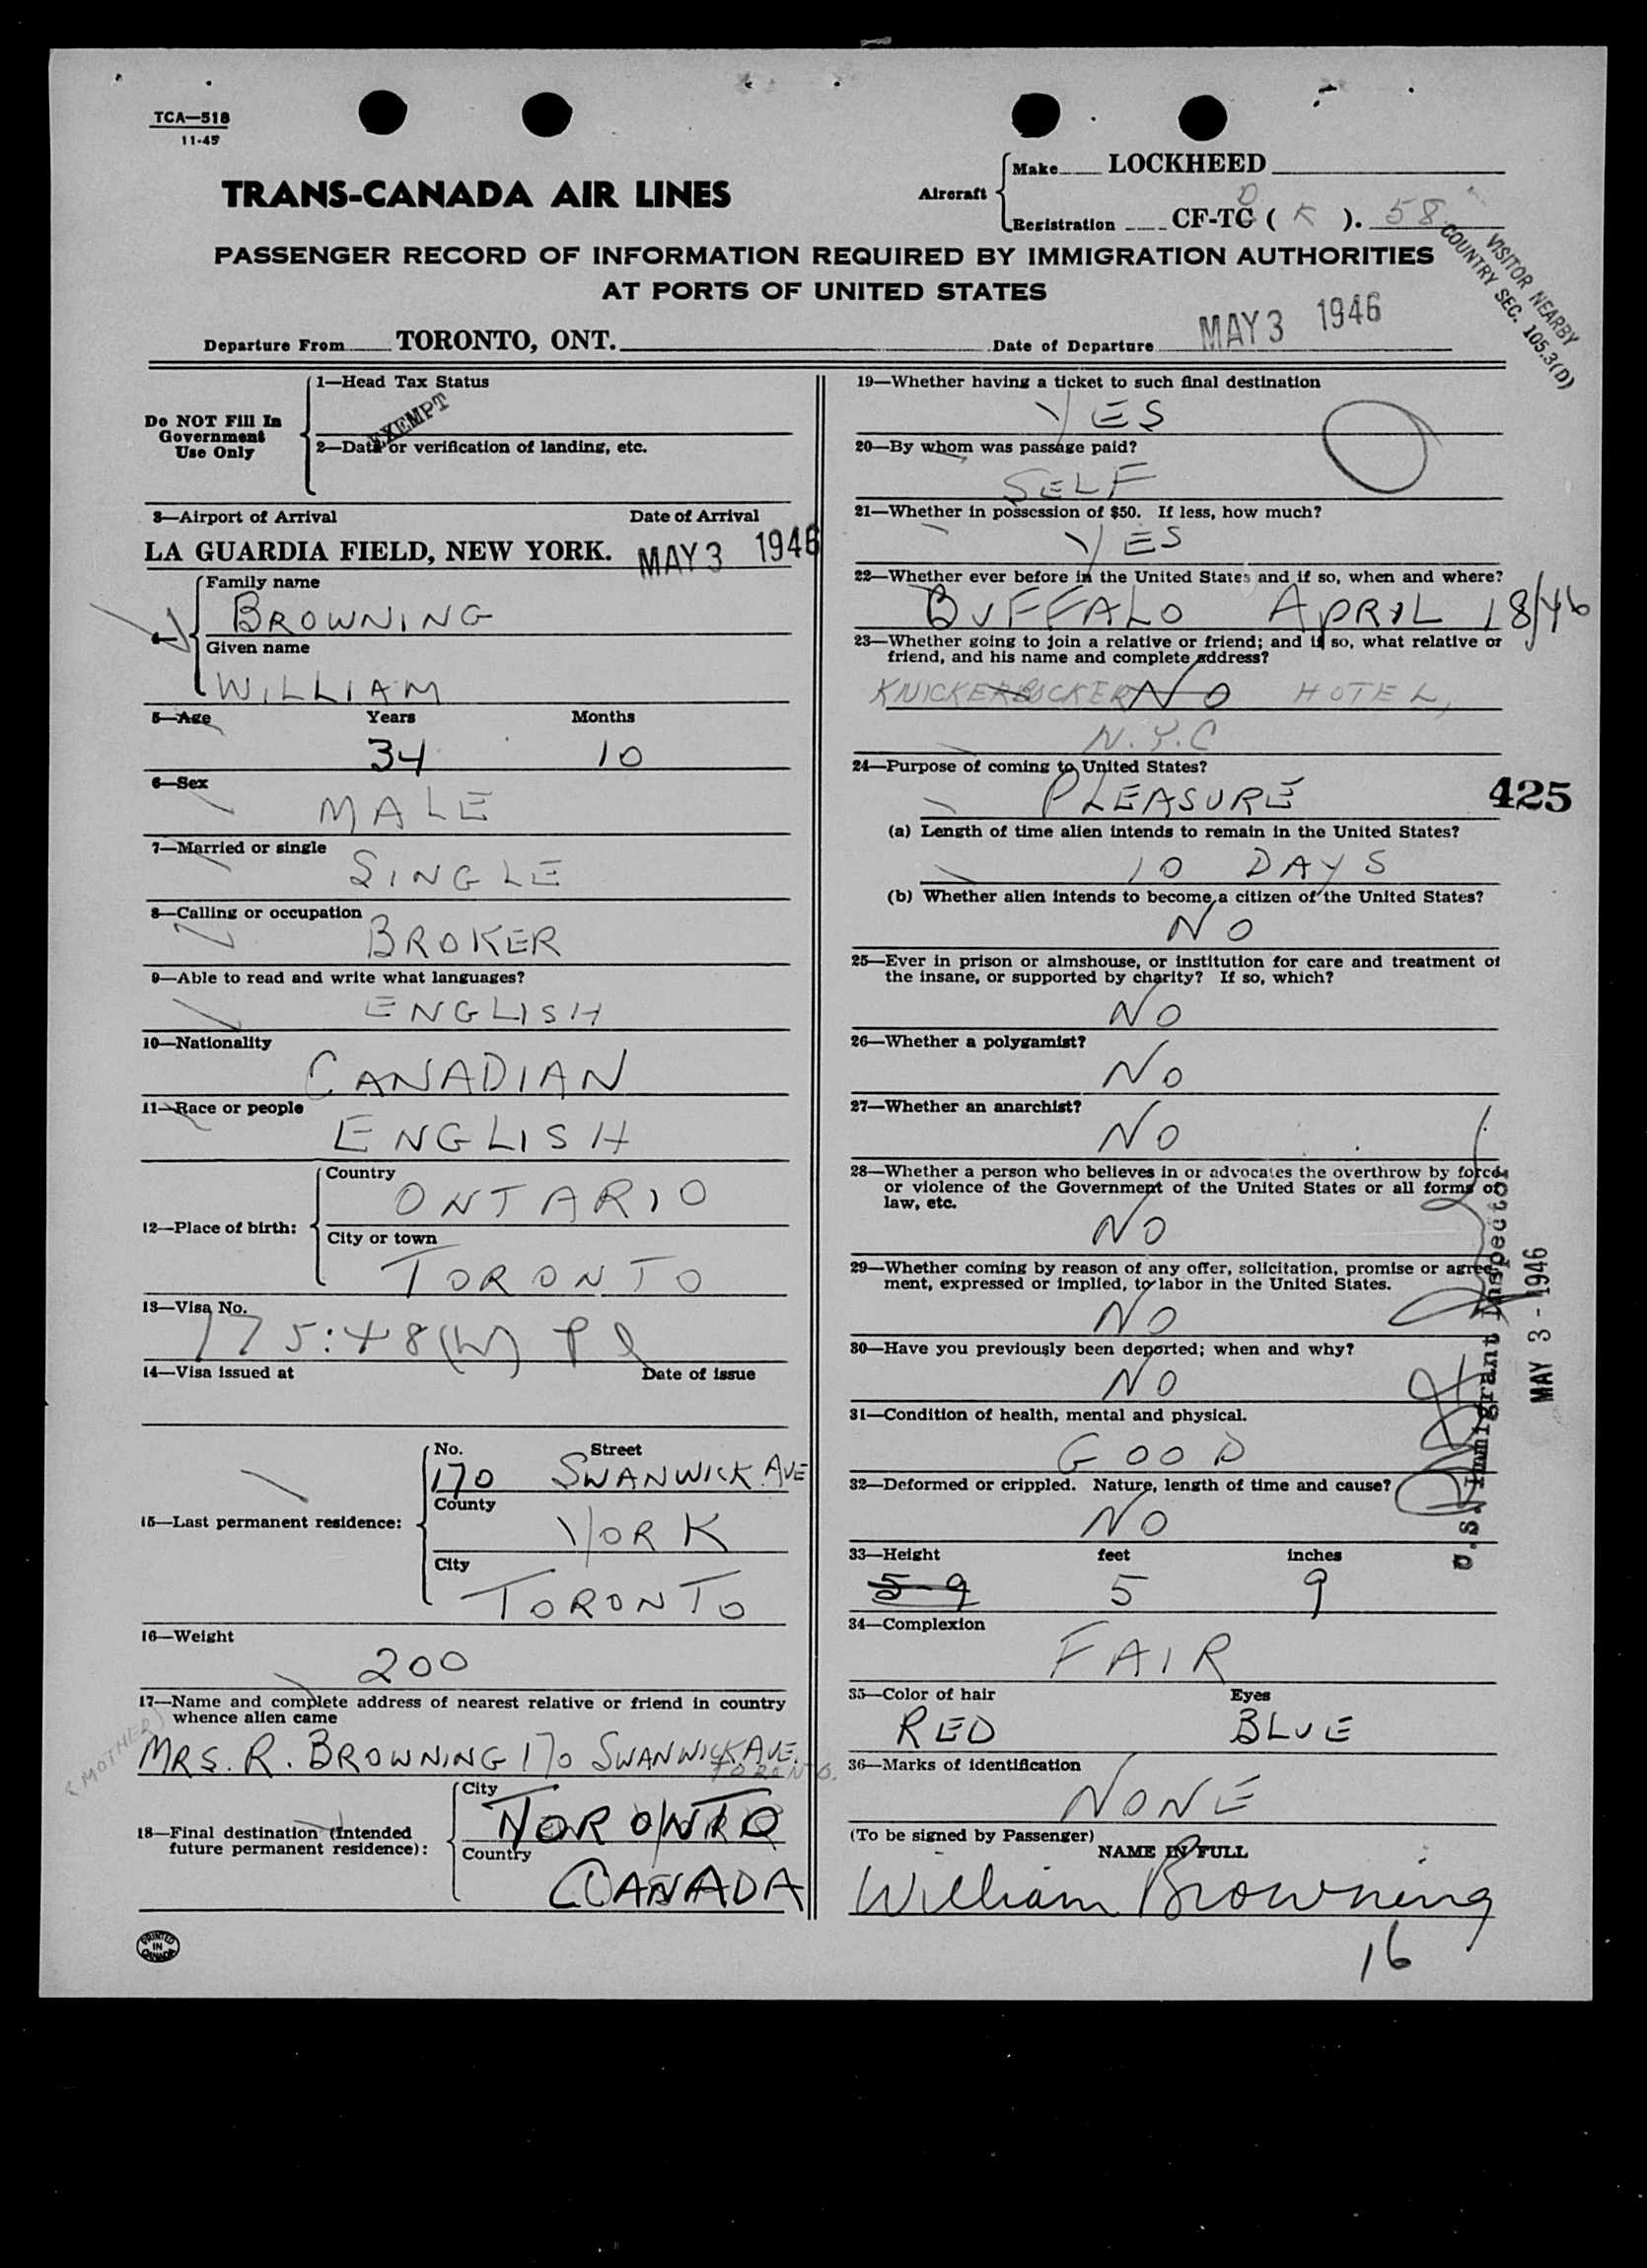 TCA—518
11-45
TRANS-CANADA AIR LINES
Aircraft
Make LOCKHEED
Registration CF-TC D ( K ). 58
VISITOR NEARBY
COUNTRY SEC. 105.3(D)
PASSENGER RECORD OF INFORMATION REQUIRED BY IMMIGRATION AUTHORITIES
AT PORTS OF UNITED STATES
Departure From TORONTO, ONT. Date of Departure MAY 3 1946
Do NOT Fill In
Government
Use Only
1—Head Tax Status
EXEMPT
2—Data or verification of landing, etc.
3—Airport of Arrival Date of Arrival
LA GUARDIA FIELD, NEW YORK. MAY 3 1946
4—
Family name
BROWNING
Given name
WILLIAM
5—Age Years Months
34 10
6—Sex
MALE
7—Married or single
SINGLE
8—Calling or occupation
BROKER
9—Able to read and write what languages?
ENGLISH
10—Nationality
CANADIAN
11—Race or people
ENGLISH
12—Place of birth:
Country
ONTARIO
City or town
TORONTO
13—Visa No.
175:48(W) Pl
14—Visa issued at Date of issue
15—Last permanent residence:
No. Street
170 SWANWICK AVE
County
YORK
City
TORONTO
16—Weight
200
17—Name and complete address of nearest relative or friend in country
whence alien came
(MOTHER)
MRS. R. BROWNING 170 SWANWICK AVE.
TORONTO.
18—Final destination (Intended
future permanent residence):
City
TORONTO
Country
CANADA
PRINTED
IN
CANADA
19—Whether having a ticket to such final destination
YES
20—By whom was passage paid?
SELF
21—Whether in possession of $50. If less, how much?
YES
22—Whether ever before in the United States and if so, when and where?
BUFFALO APRIL 18/46
23—Whether going to join a relative or friend; and if so, what relative or
friend, and his name and complete address?
KNICKERBOCKER NO HOTEL,
N.Y.C
24—Purpose of coming to United States?
PLEASURE
425
(a) Length of time alien intends to remain in the United States?
10 DAYS
(b) Whether alien intends to become a citizen of the United States?
NO
25—Ever in prison or almshouse, or institution for care and treatment of
the insane, or supported by charity? If so, which?
NO
26—Whether a polygamist?
NO
27—Whether an anarchist?
NO
28—Whether a person who believes in or advocates the overthrow by force
or violence of the Government of the United States or all forms of
law, etc.
NO
29—Whether coming by reason of any offer, solicitation, promise or agree-
ment, expressed or implied, to labor in the United States.
NO
30—Have you previously been deported; when and why?
NO
31—Condition of health, mental and physical.
GOOD
32—Deformed or crippled. Nature, length of time and cause?
NO
33—Height feet inches
5-9 5 9
34—Complexion
FAIR
35—Color of hair Eyes
RED BLUE
36—Marks of identification
NONE
(To be signed by Passenger)
NAME IN FULL
William Browning
16
U.S. Immigrant Inspector
MAY 3 - 1946